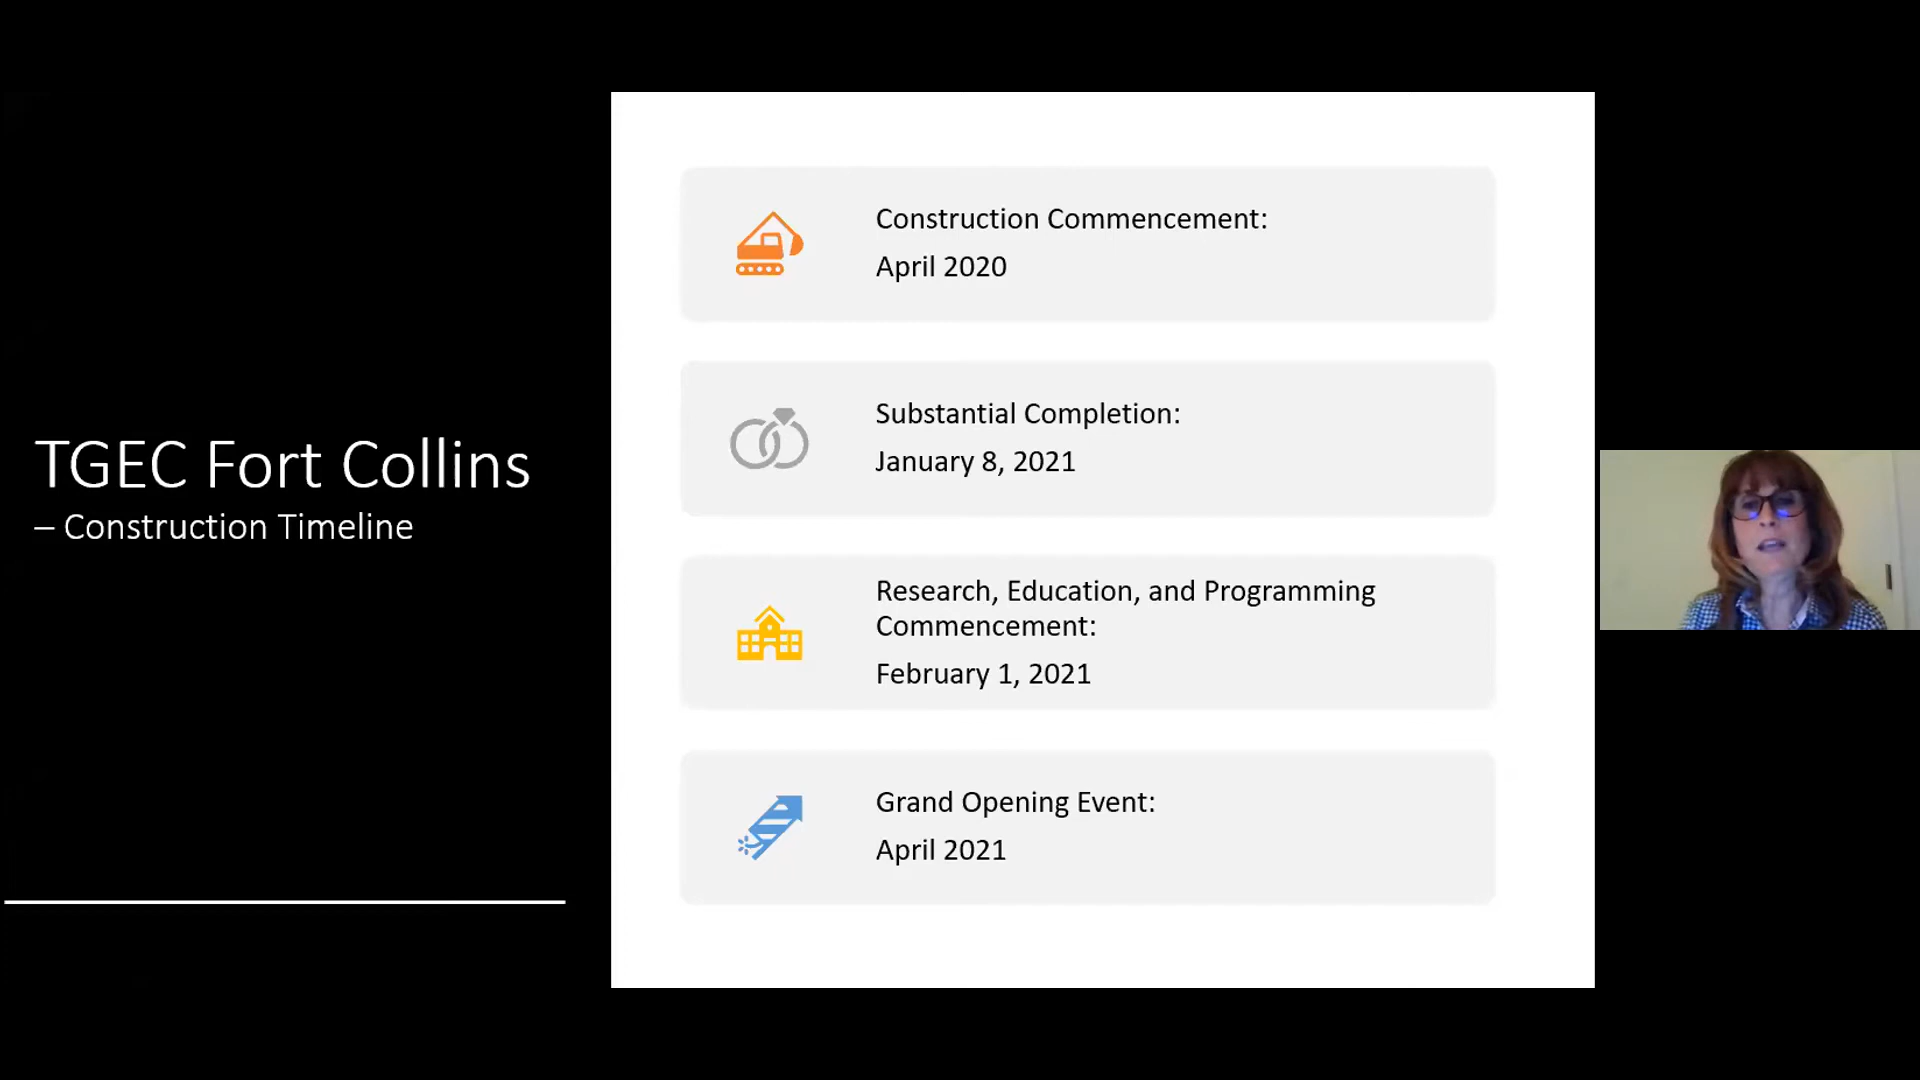 TGEC Fort Collins
– Construction Timeline
Construction Commencement:
April 2020
Substantial Completion:
January 8, 2021
Research, Education, and Programming
Commencement:
February 1, 2021
Grand Opening Event:
April 2021